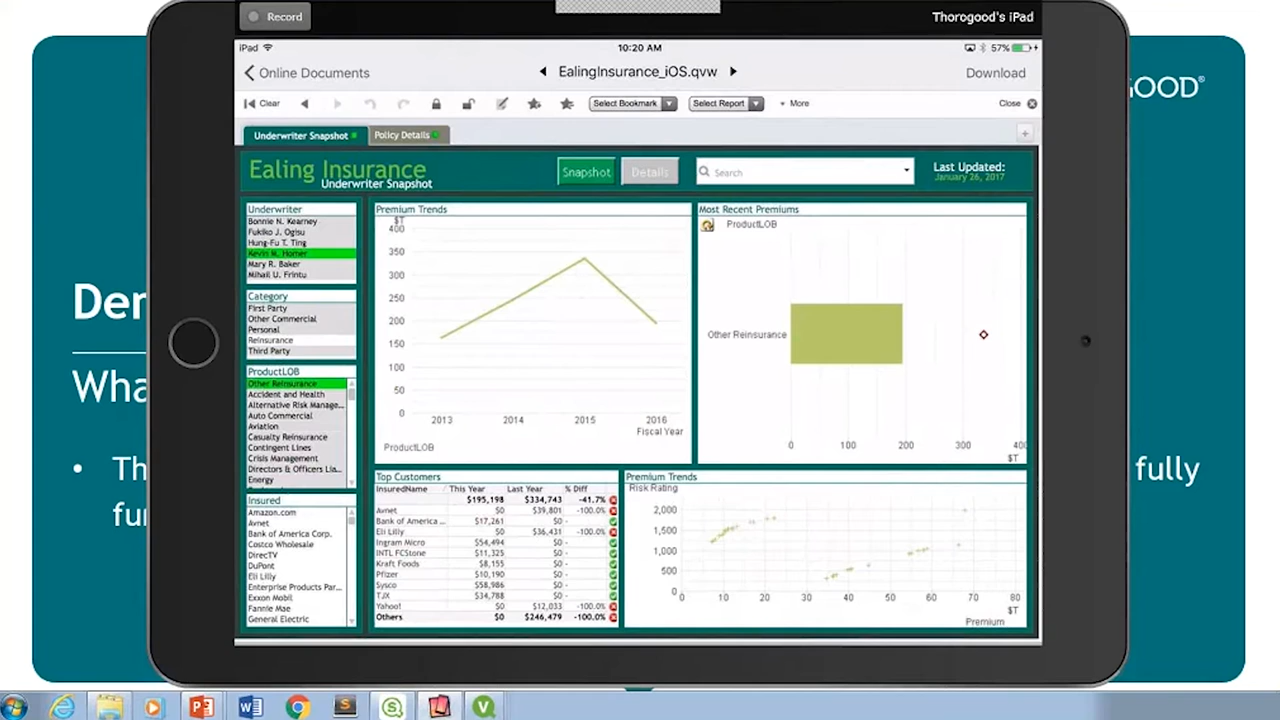 Record
Thorogood's iPad
iPad
10:20 AM
57%
Online Documents
EalingInsurance_iOS.qvw
Download
OOD®
Clear
Select Bookmark
Select Report
+ More
Close
Underwriter Snapshot
Policy Details
Ealing Insurance
Underwriter Snapshot
Snapshot
Details
Search
Last Updated:
January 26, 2017
Underwriter
Bonnie N. Kearney
Fukiko J. Ogisu
Hung-Fu T. Ting
Kevin M. Homer
Mary R. Baker
Mihail U. Frintu
Category
First Party
Other Commercial
Personal
Reinsurance
Third Party
ProductLOB
Other Reinsurance
Accident and Health
Alternative Risk Manage...
Auto Commercial
Aviation
Casualty Reinsurance
Contingent Lines
Crisis Management
Directors & Officers Lia...
Energy
Insured
Amazon.com
Avnet
Bank of America Corp.
Costco Wholesale
DirecTV
DuPont
Eli Lilly
Enterprise Products Par...
Exxon Mobil
Fannie Mae
General Electric
Premium Trends
$T
400
350
300
250
200
150
100
50
0
2013 2014 2015 2016
Fiscal Year
ProductLOB
Most Recent Premiums
ProductLOB
Other Reinsurance
0 100 200 300 400
$T
Top Customers
InsuredName This Year Last Year % Diff
$195,198 $334,743 -41.7%
Avnet $0 $39,801 -100.0%
Bank of America ... $17,261 $0 -
Eli Lilly $0 $36,431 -100.0%
Ingram Micro $54,494 $0 -
INTL FCStone $11,325 $0 -
Kraft Foods $8,155 $0 -
Pfizer $10,190 $0 -
Sysco $58,986 $0 -
TJX $34,788 $0 -
Yahoo! $0 $12,033 -100.0%
Others $0 $246,479 -100.0%
Premium Trends
Risk Rating
2,000
1,500
1,000
500
0
0 10 20 30 40 50 60 70 80
$T
Premium
Der
Wha
• Th
fu
fully